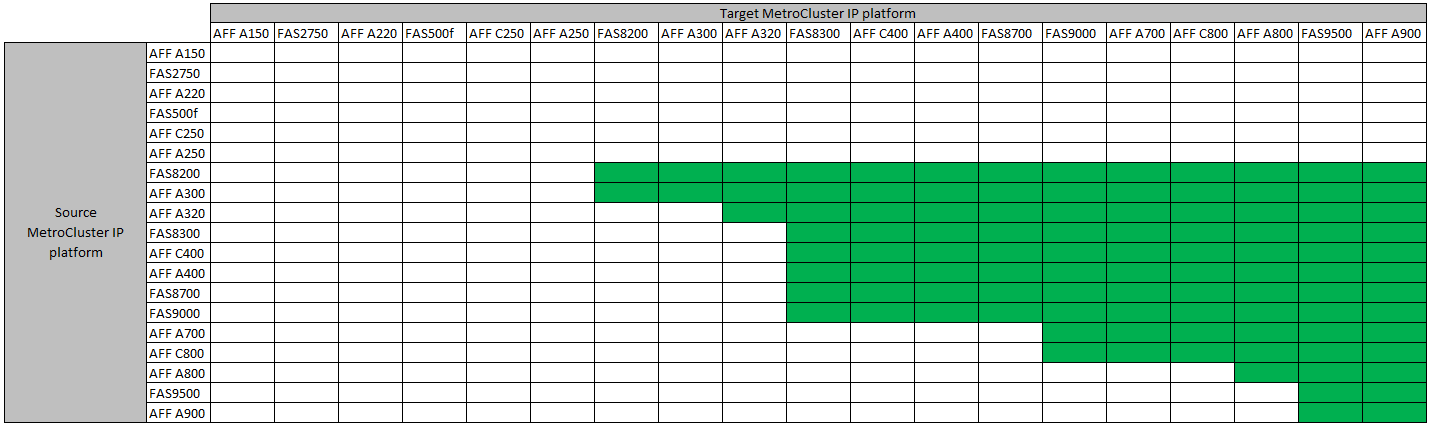 Target MetroCluster IP platform
AFF A150 FAS2750 AFF A220 FAS500f AFF C250 AFF A250 FAS8200 AFF A300 AFF A320 FAS8300 AFF C400 AFF A400 FAS8700 FAS9000 AFF A700 AFF C800 AFF A800 FAS9500 AFF A900
Source
MetroCluster IP
platform
AFF A150
FAS2750
AFF A220
FAS500f
AFF C250
AFF A250
FAS8200
AFF A300
AFF A320
FAS8300
AFF C400
AFF A400
FAS8700
FAS9000
AFF A700
AFF C800
AFF A800
FAS9500
AFF A900